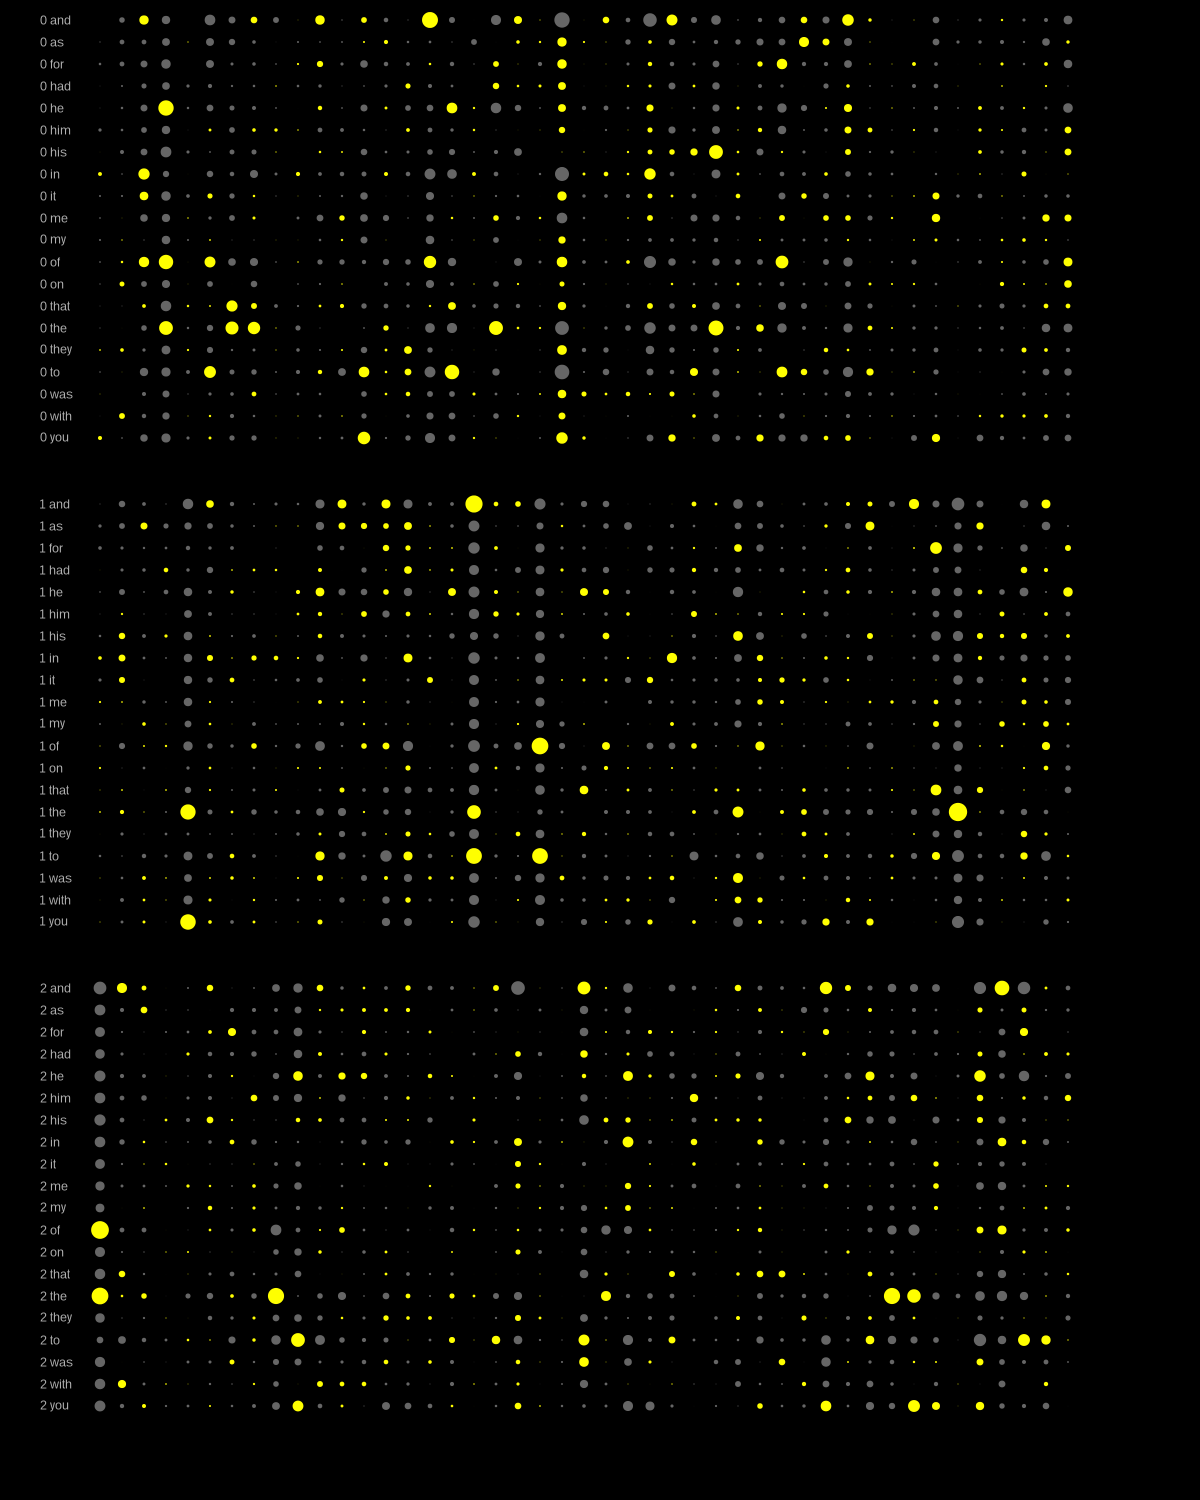 0 and
0 as
0 for
0 had
0 he
0 him
0 his
0 in
0 it
0 me
0 my
0 of
0 on
0 that
0 the
0 they
0 to
0 was
0 with
0 you
1 and
1 as
1 for
1 had
1 he
1 him
1 his
1 in
1 it
1 me
1 my
1 of
1 on
1 that
1 the
1 they
1 to
1 was
1 with
1 you
2 and
2 as
2 for
2 had
2 he
2 him
2 his
2 in
2 it
2 me
2 my
2 of
2 on
2 that
2 the
2 they
2 to
2 was
2 with
2 you